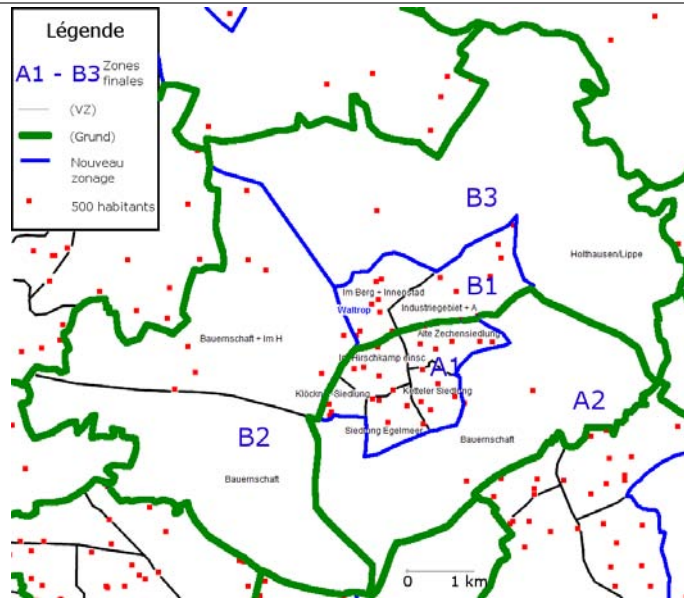 Légende
A1 - B3 Zones
finales
(VZ)
(Grund)
Nouveau
zonage
500 habitants
B3
Holthausen/Lippe
B1
Im Berg + Innenstad
Waltrop
Industriegebiet + A
Alte Zechensiedlung
Bauernschaft + Im H
Im Hirschkamp einsc
A1
Klöckner Siedlung
Ketteler Siedlung
A2
Siedlung Egelmeer
B2
Bauernschaft
Bauernschaft
0 1 km